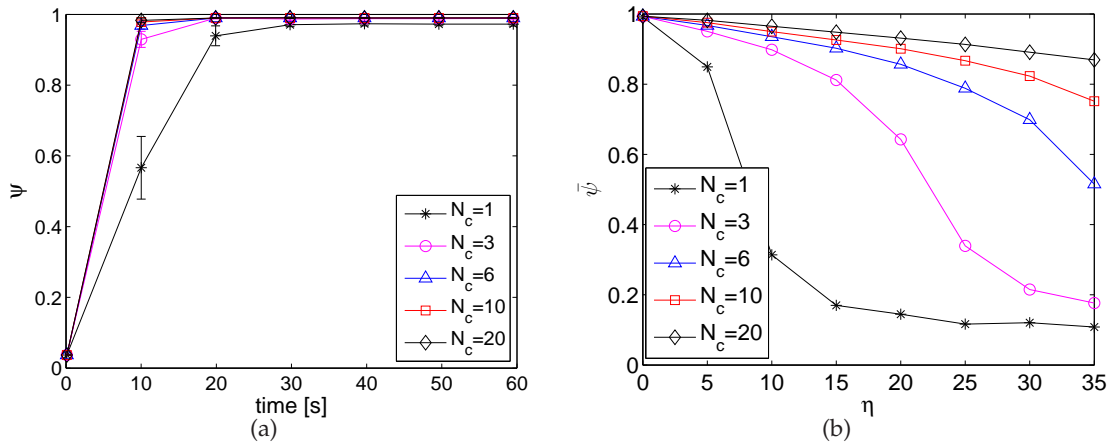 1
0.8
0.6
0.4
0.2
0
ψ
0 10 20 30 40 50 60
time [s]
N_c=1
N_c=3
N_c=6
N_c=10
N_c=20
(a)
1
0.8
0.6
0.4
0.2
0
ψ̄
0 5 10 15 20 25 30 35
η
N_c=1
N_c=3
N_c=6
N_c=10
N_c=20
(b)